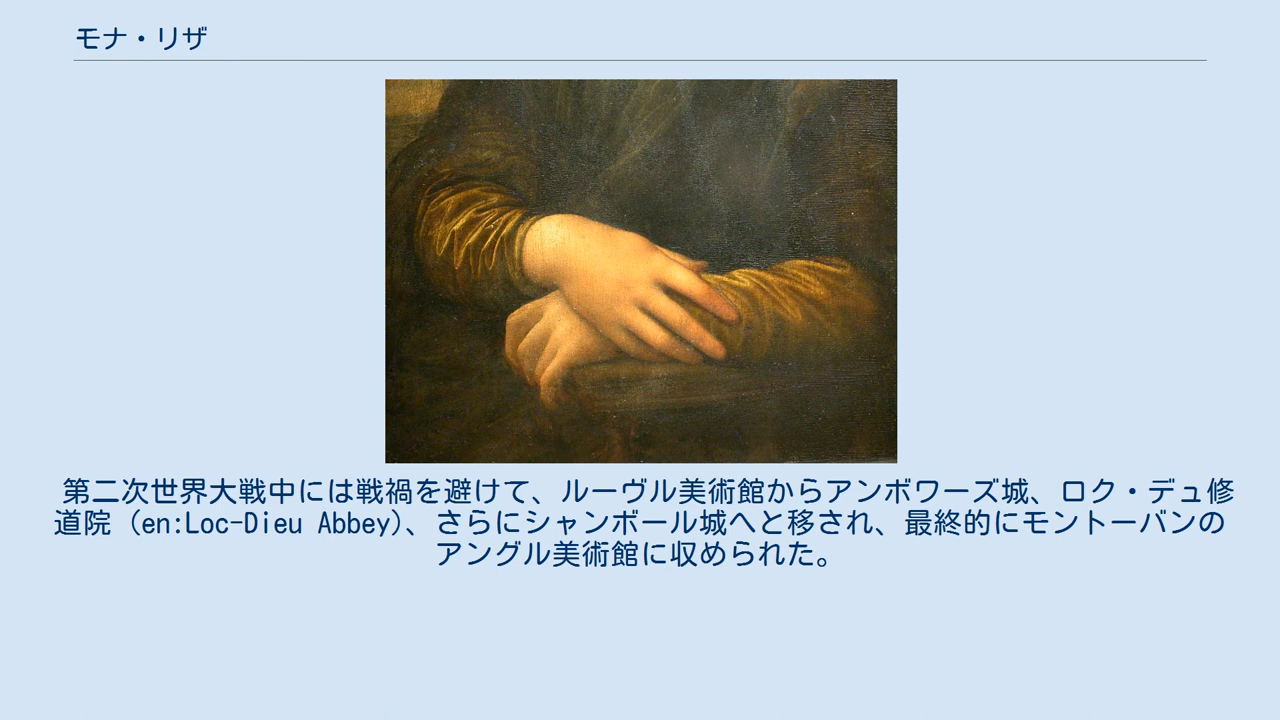 モナ・リザ
第二次世界大戦中には戦禍を避けて、ルーヴル美術館からアンボワーズ城、ロク・デュ修
道院（en:Loc-Dieu Abbey)、さらにシャンボール城へと移され、最終的にモントーバンの
アングル美術館に収められた。